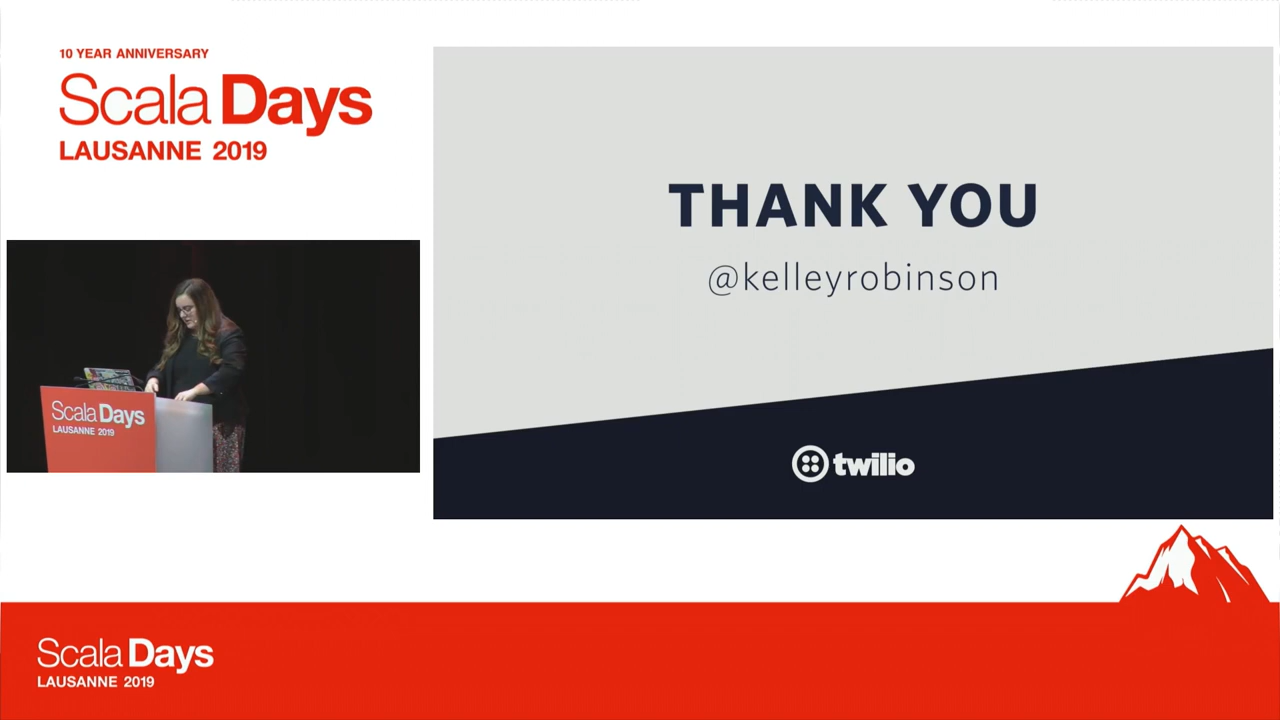 10 YEAR ANNIVERSARY
Scala Days
LAUSANNE 2019
THANK YOU
@kelleyrobinson
twilio
Scala Days
LAUSANNE 2019
Scala Days
LAUSANNE 2019